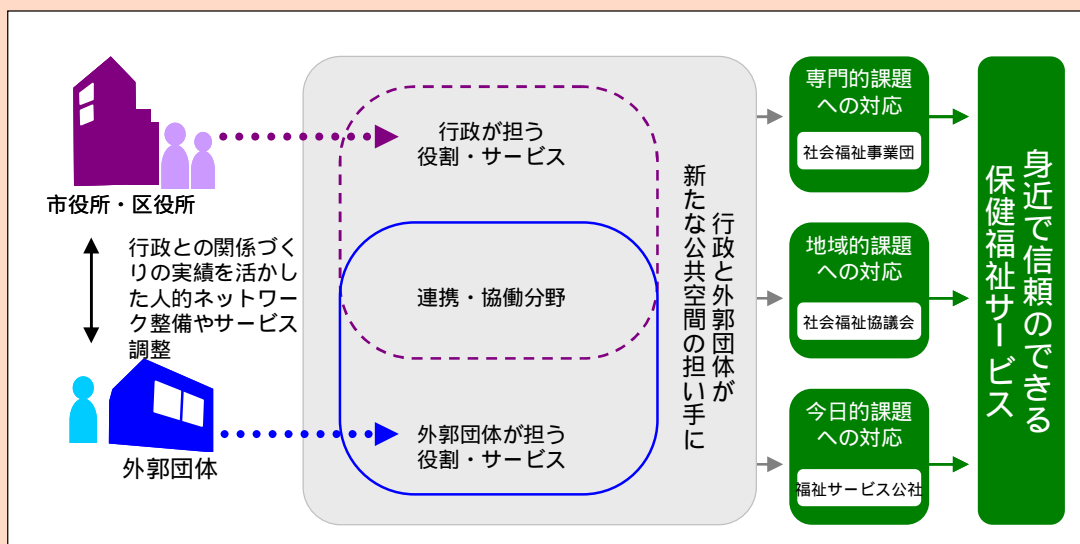 市役所・区役所
行政との関係づく
りの実績を活かし
た人的ネットワー
ク整備やサービス
調整
外郭団体
行政が担う
役割・サービス
連携・協働分野
外郭団体が担う
役割・サービス
行政と外郭団体が
新たな公共空間の担い手に
専門的課題
への対応
社会福祉事業団
地域的課題
への対応
社会福祉協議会
今日的課題
への対応
福祉サービス公社
身近で信頼のできる
保健福祉サービス